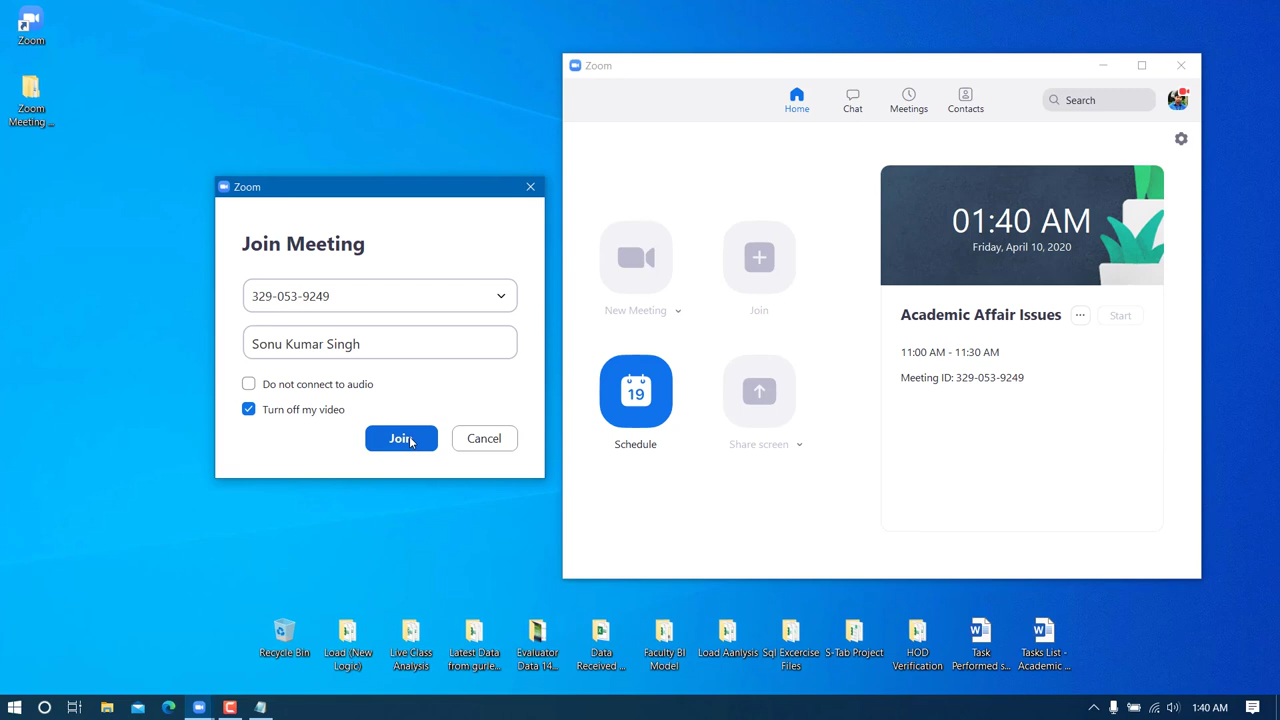 Zoom
Zoom
Meeting ...
Zoom
Join Meeting
329-053-9249
Sonu Kumar Singh
Do not connect to audio
Turn off my video
Join
Cancel
Zoom
Home
Chat
Meetings
Contacts
Search
New Meeting
Join
19
Schedule
Share screen
01:40 AM
Friday, April 10, 2020
Academic Affair Issues
...
Start
11:00 AM - 11:30 AM
Meeting ID: 329-053-9249
Recycle Bin
Load (New
Logic)
Live Class
Analysis
Latest Data
from gurie...
Evaluator
Data 14...
Data
Received ...
Faculty BI
Model
Load Aanlysis
Sql Excercise
Files
S-Tab Project
HOD
Verification
Task
Performed s...
Tasks List -
Academic ...
1:40 AM